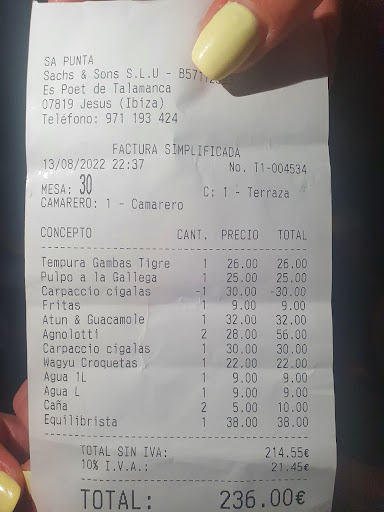 SA PUNTA
Sachs & Sons S.L.U -
Es Poet de Talamanca
07819 Jesus (Ibiza)
Teléfono: 971 193 424
FACTURA SIMPLIFICADA
13/08/2022 22:37 No. T1-004534
MESA: 30 C: 1 - Terraza
CAMARERO: 1 - Camarero
CONCEPTO CANT. PRECIO TOTAL
Tempura Gambas Tigre 1 26.00 26.00
Pulpo a la Gallega 1 25.00 25.00
Carpaccio cigalas -1 30.00 -30.00
Fritas 1 9.00 9.00
Atun & Guacamole 1 32.00 32.00
Agnolotti 2 28.00 56.00
Carpaccio cigalas 1 30.00 30.00
Wagyu Croquetas 1 22.00 22.00
Agua 1L 1 9.00 9.00
Agua L 1 9.00 9.00
Caña 2 5.00 10.00
Equilibrista 1 38.00 38.00
TOTAL SIN IVA: 214.55€
10% I.V.A.: 21.45€
TOTAL: 236.00€